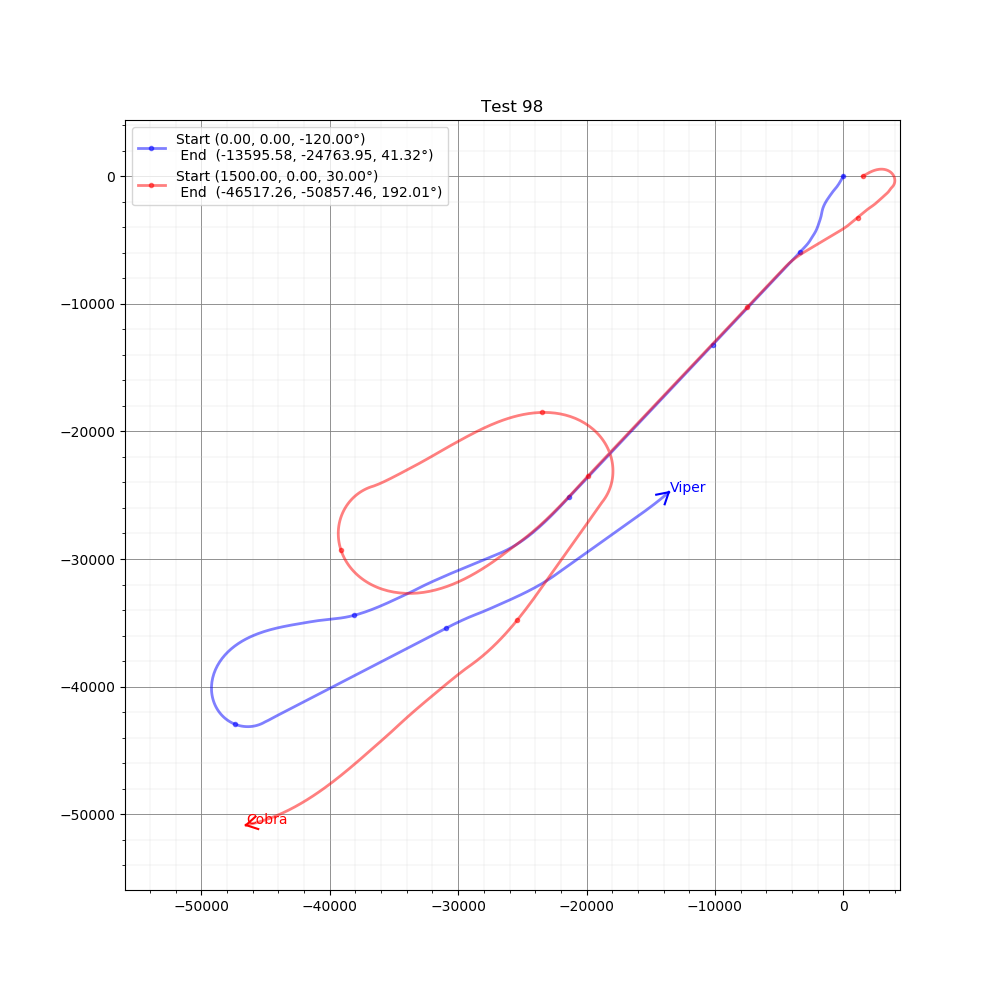 Test 98
Start (0.00, 0.00, -120.00°)
End  (-13595.58, -24763.95, 41.32°)
Start (1500.00, 0.00, 30.00°)
End  (-46517.26, -50857.46, 192.01°)
0
−10000
−20000
−30000
−40000
−50000
Viper
Cobra
−50000
−40000
−30000
−20000
−10000
0